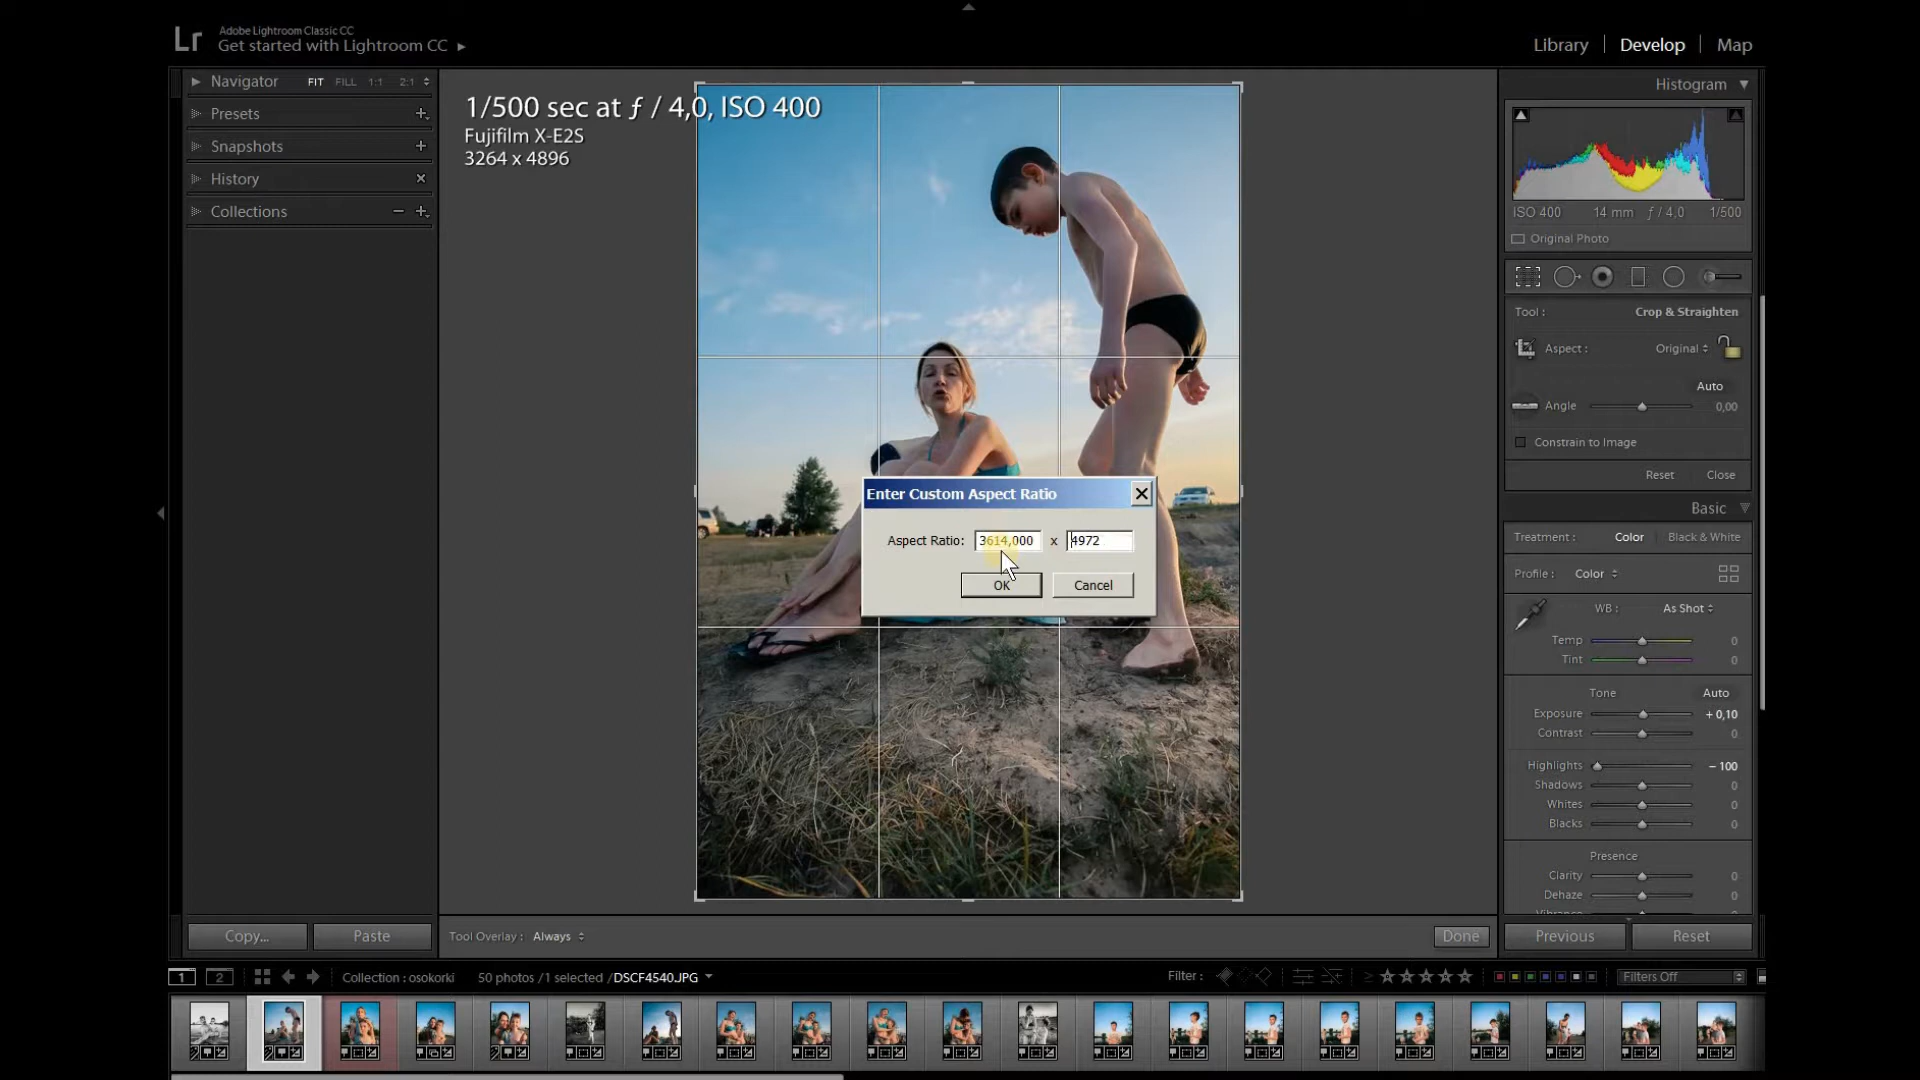 Lr
Adobe Lightroom Classic CC
Get started with Lightroom CC
Library
Develop
Map
Navigator FIT FILL 1:1 2:1
Presets
Snapshots
History
Collections
1/500 sec at ƒ / 4,0, ISO 400
Fujifilm X-E2S
3264 x 4896
Enter Custom Aspect Ratio
Aspect Ratio: 3614,000 x 4972
OK Cancel
Histogram
ISO 400 14 mm ƒ / 4,0 1/500
Original Photo
Tool : Crop & Straighten
Aspect : Original
Auto
Angle 0,00
Constrain to Image
Reset Close
Basic
Treatment : Color Black & White
Profile : Color
WB : As Shot
Temp 0
Tint 0
Tone Auto
Exposure + 0,10
Contrast 0
Highlights – 100
Shadows 0
Whites 0
Blacks 0
Presence
Clarity 0
Dehaze 0
Copy... Paste
Tool Overlay : Always
Done
Previous Reset
1 2
Collection : osokorki 50 photos /1 selected /DSCF4540.JPG
Filter :
Filters Off